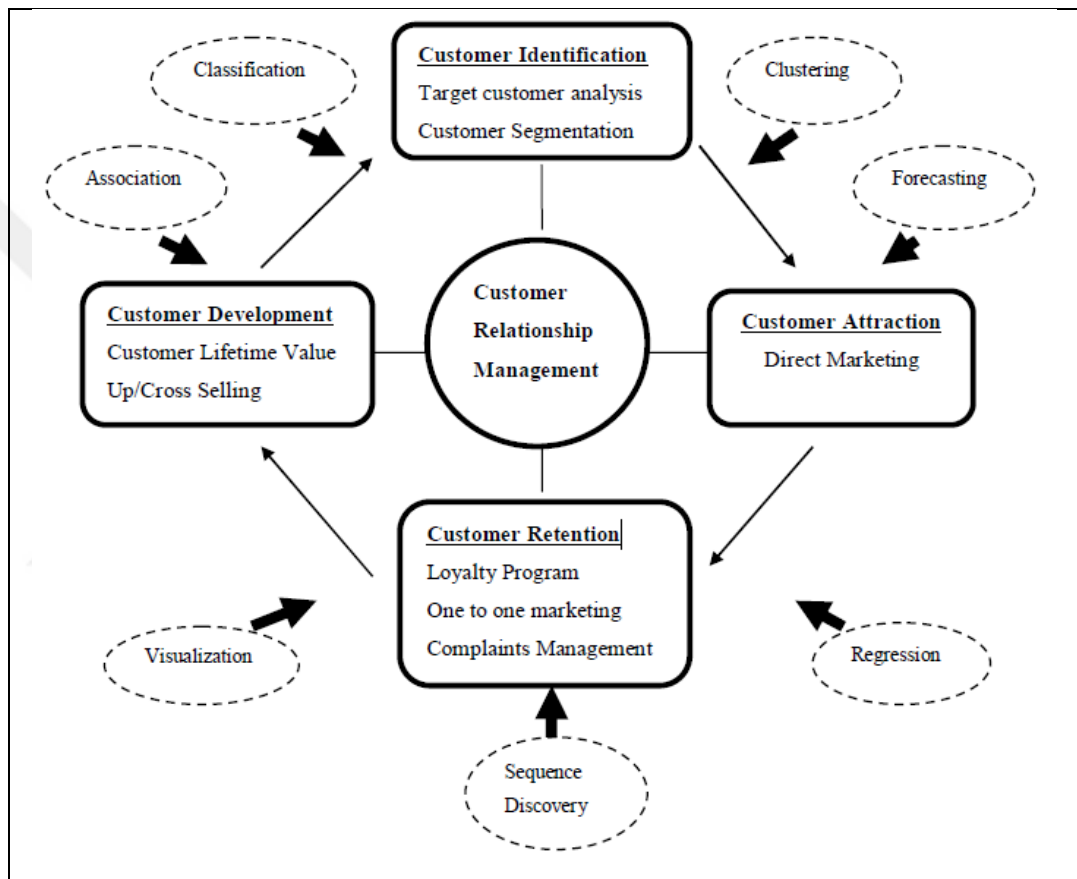 Classification
Customer Identification
Target customer analysis
Customer Segmentation
Clustering
Association
Forecasting
Customer Development
Customer Lifetime Value
Up/Cross Selling
Customer
Relationship
Management
Customer Attraction
Direct Marketing
Customer Retention
Loyalty Program
One to one marketing
Complaints Management
Visualization
Regression
Sequence
Discovery